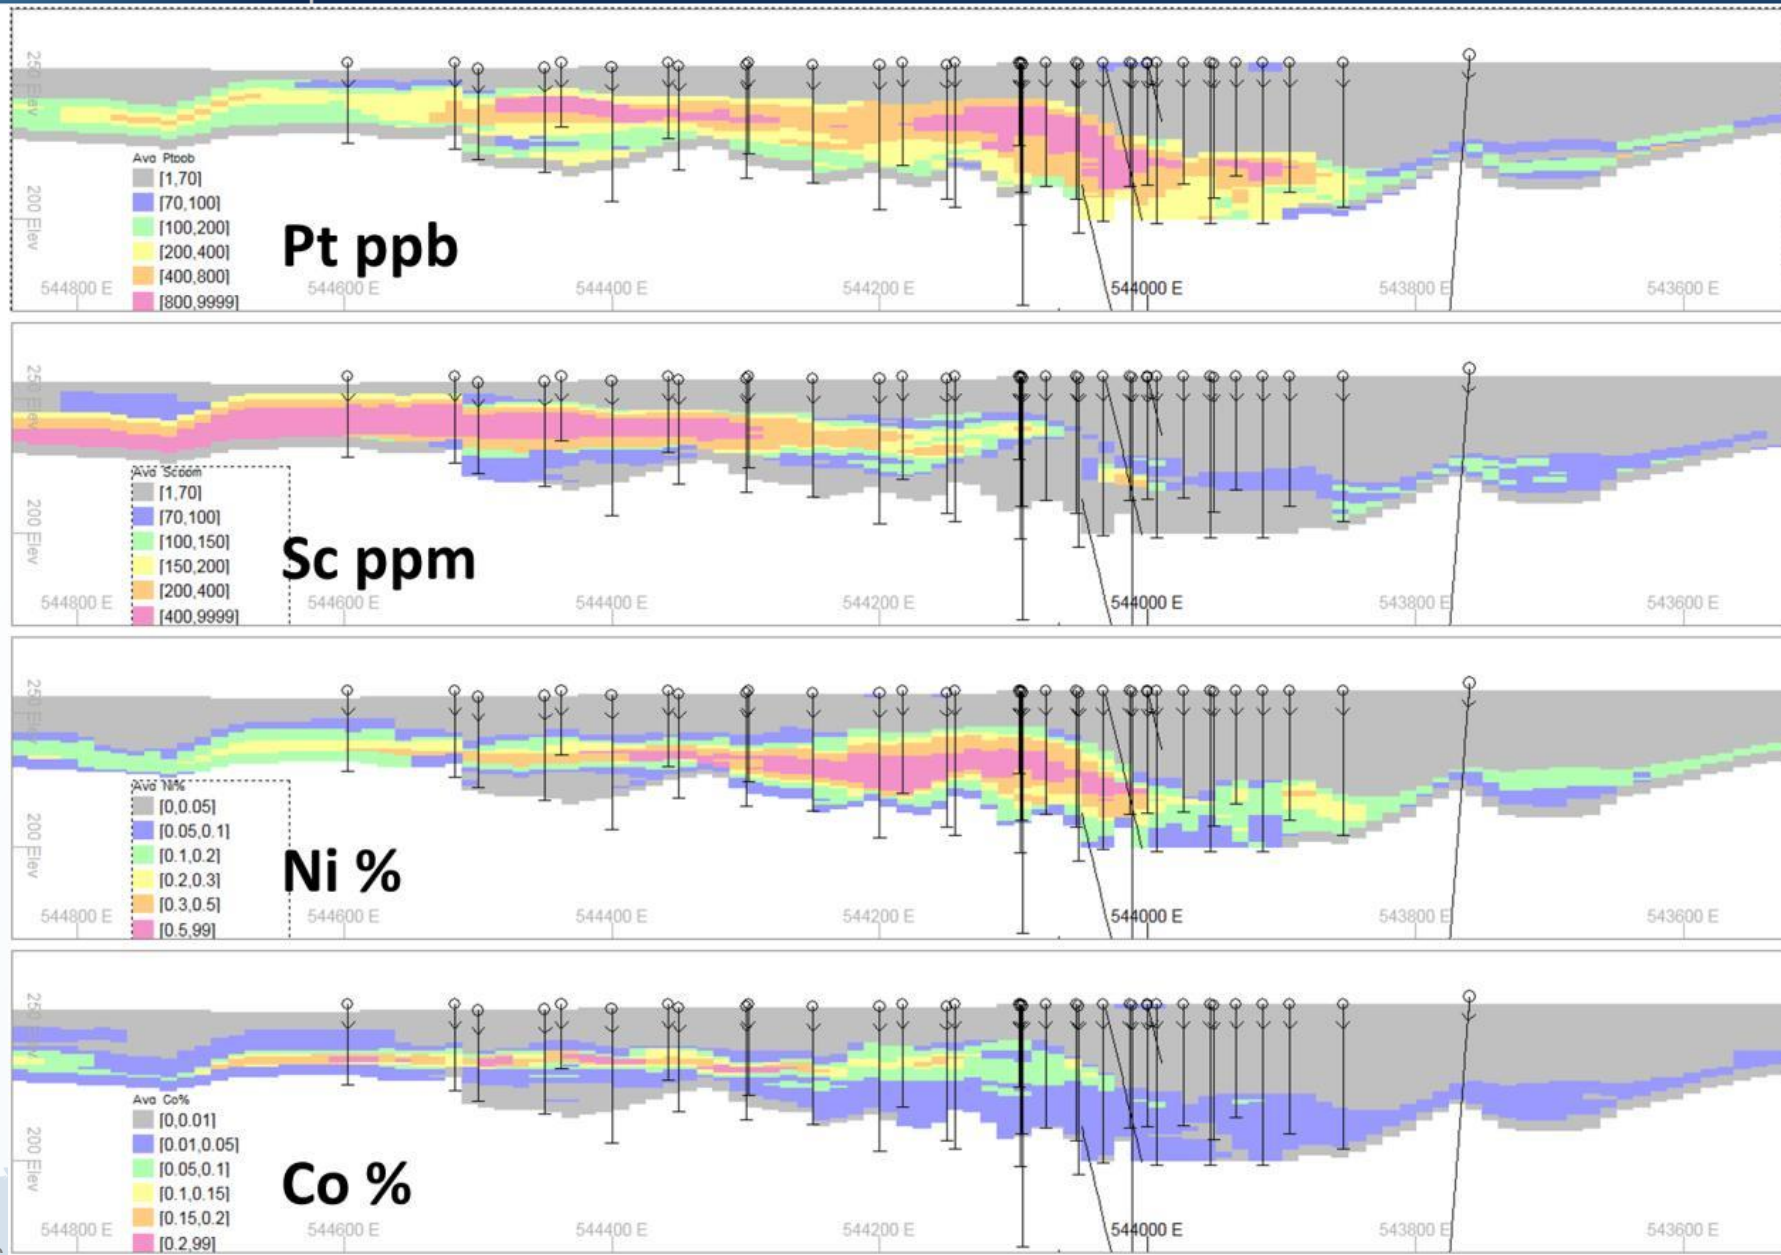 250 Elev
200 Elev
Ava Ptppb
[1,70]
[70,100]
[100,200]
[200,400]
[400,800]
[800,9999]
Pt ppb
544800 E 544600 E 544400 E 544200 E 544000 E 543800 E 543600 E
250 Elev
200 Elev
Ava Scppm
[1,70]
[70,100]
[100,150]
[150,200]
[200,400]
[400,9999]
Sc ppm
544800 E 544600 E 544400 E 544200 E 544000 E 543800 E 543600 E
250 Elev
200 Elev
Ava Ni%
[0,0.05]
[0.05,0.1]
[0.1,0.2]
[0.2,0.3]
[0.3,0.5]
[0.5,99]
Ni %
544800 E 544600 E 544400 E 544200 E 544000 E 543800 E 543600 E
250
200 Elev
Ava Co%
[0,0.01]
[0.01,0.05]
[0.05,0.1]
[0.1,0.15]
[0.15,0.2]
[0.2,99]
Co %
544800 E 544600 E 544400 E 544200 E 544000 E 543800 E 543600 E